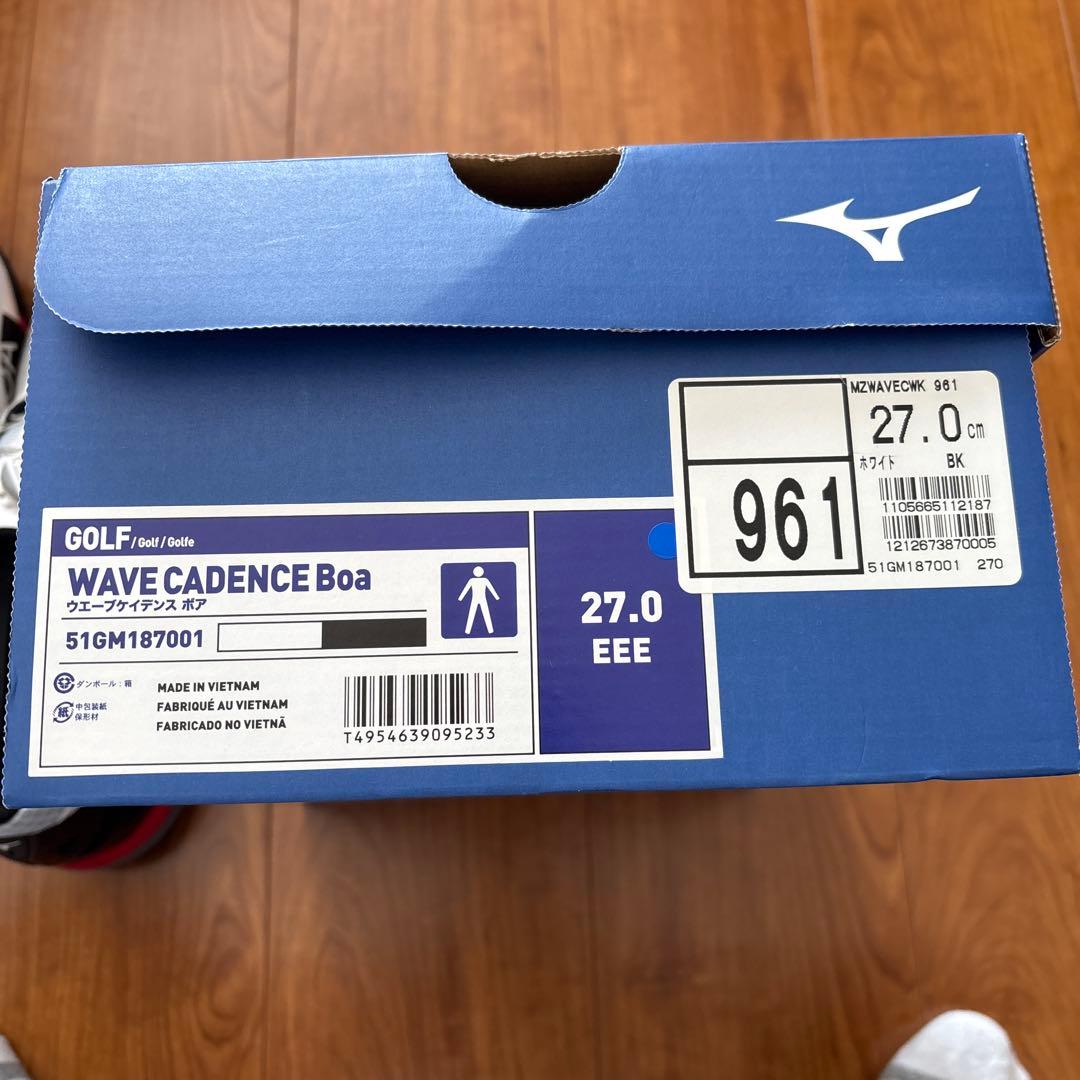 MZWAVECWK 961
27.0cm
ホワイト BK
961
1105665112187
1212673870005
51GM187001 270
GOLF/Golf/Golfe
WAVE CADENCE Boa
ウエーブケイデンス ボア
51GM187001
27.0
EEE
ダンボール:箱
紙
中包装紙
保形材
MADE IN VIETNAM
FABRIQUÉ AU VIETNAM
FABRICADO NO VIETNÃ
T4954639095233